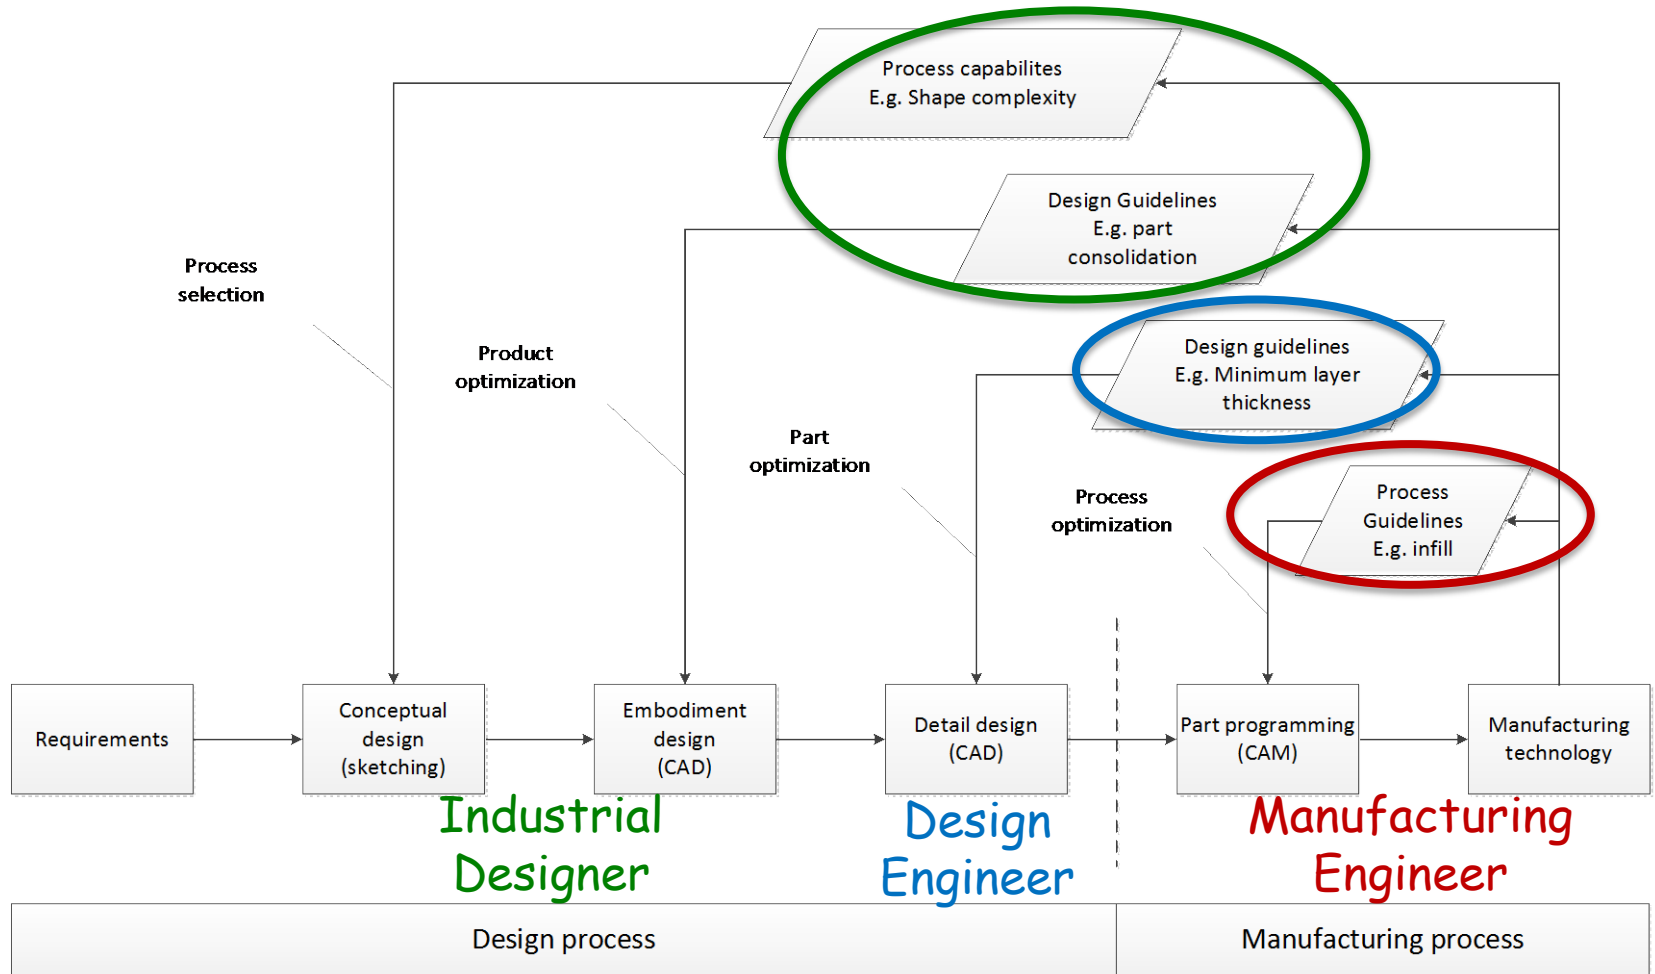 Process capabilites
E.g. Shape complexity
Design Guidelines
E.g. part
consolidation
Process
selection
Product
optimization
Design guidelines
E.g. Minimum layer
thickness
Part
optimization
Process
optimization
Process
Guidelines
E.g. infill
Requirements
Conceptual
design
(sketching)
Embodiment
design
(CAD)
Detail design
(CAD)
Part programming
(CAM)
Manufacturing
technology
Industrial
Designer
Design
Engineer
Manufacturing
Engineer
Design process
Manufacturing process